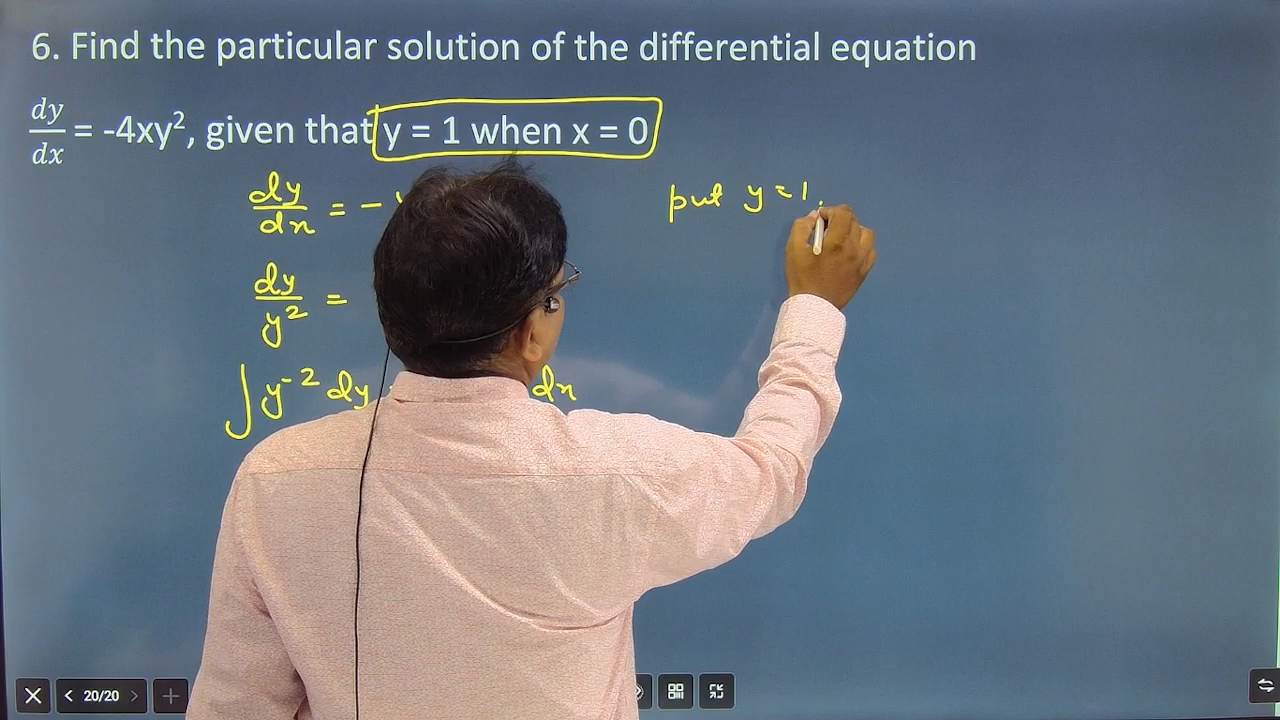 6. Find the particular solution of the differential equation
dy/dx = -4xy², given that y = 1 when x = 0
dy/dx = -
dy/y² =
∫ y⁻² dy dx
put y = 1,
20/20